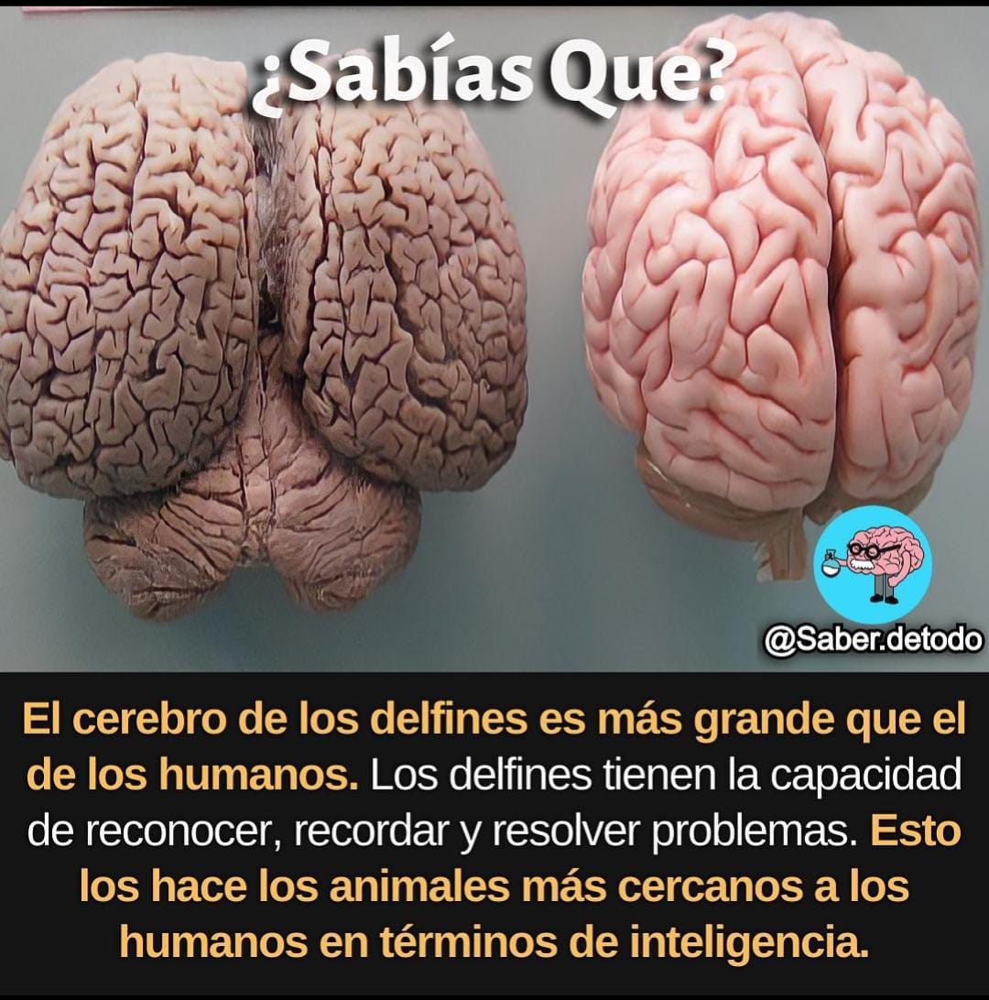 ¿Sabías Que?
@Saber.detodo
El cerebro de los delfines es más grande que el
de los humanos. Los delfines tienen la capacidad
de reconocer, recordar y resolver problemas. Esto
los hace los animales más cercanos a los
humanos en términos de inteligencia.